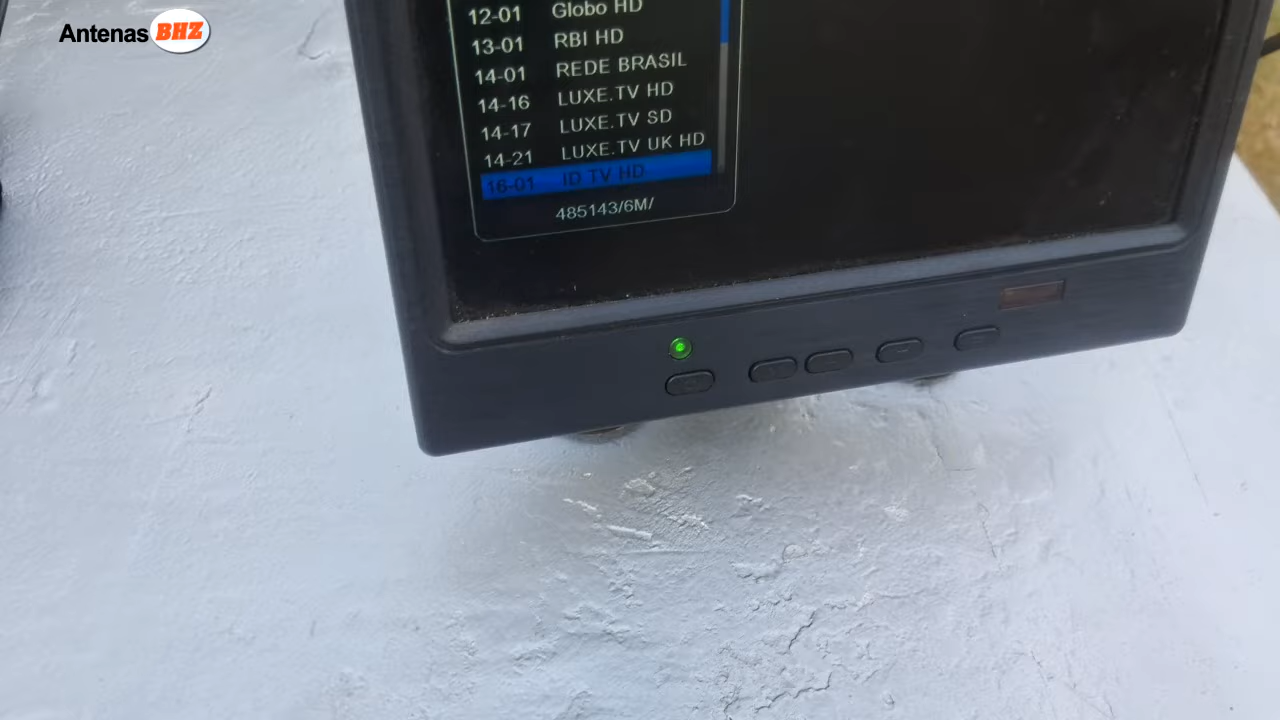 Antenas BHZ
12-01 Globo HD
13-01 RBI HD
14-01 REDE BRASIL
14-16 LUXE.TV HD
14-17 LUXE.TV SD
14-21 LUXE.TV UK HD
16-01 ID TV HD
485143/6M/